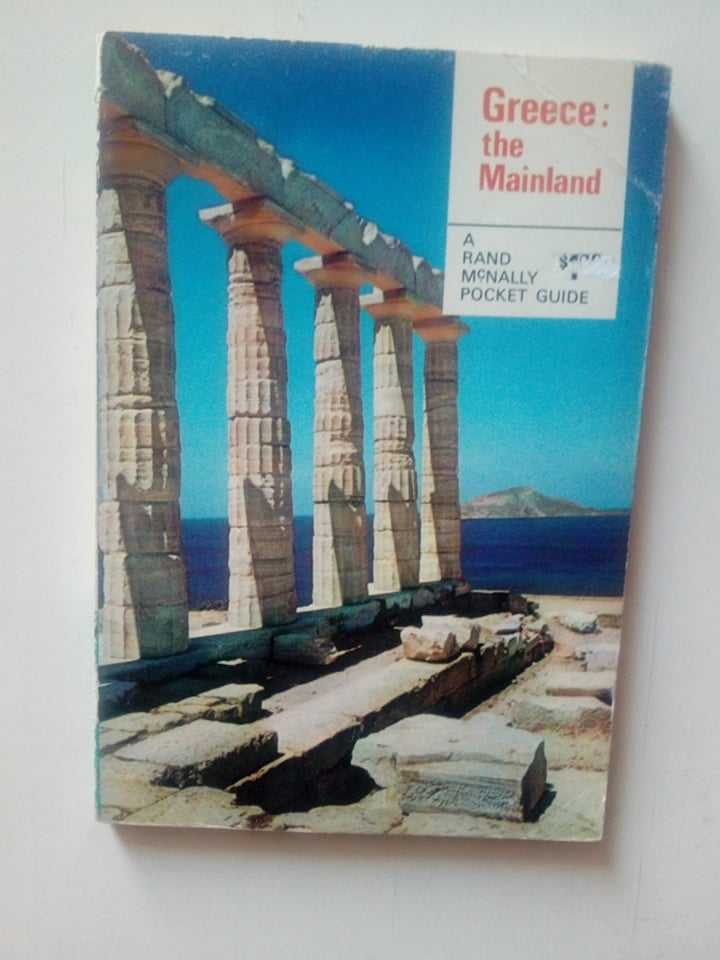 Greece:
the
Mainland
A
RAND
McNALLY
POCKET GUIDE